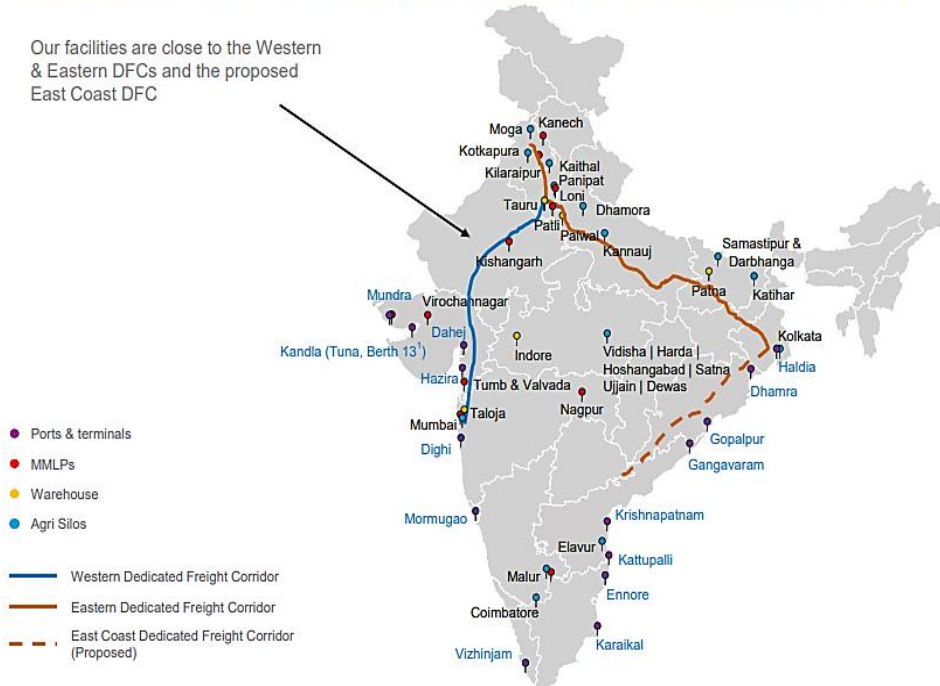 Our facilities are close to the Western
& Eastern DFCs and the proposed
East Coast DFC
Moga
Kanech
Kotkapura
Kilaraipur
Kaithal
Panipat
Loni
Tauru
Dhamora
Patli
Palwal
Kannauj
Kishangarh
Samastipur &
Darbhanga
Patna
Katihar
Mundra
Virochannagar
Dahej
Kandla (Tuna, Berth 13¹)
Indore
Vidisha | Harda |
Hoshangabad | Satna
Ujjain | Dewas
Kolkata
Haldia
Hazira
Tumb & Valvada
Dhamra
Nagpur
Mumbai
Taloja
Dighi
Gopalpur
Gangavaram
Ports & terminals
MMLPs
Warehouse
Agri Silos
Mormugao
Krishnapatnam
Elavur
Kattupalli
Malur
Ennore
Coimbatore
Karaikal
Vizhinjam
Western Dedicated Freight Corridor
Eastern Dedicated Freight Corridor
East Coast Dedicated Freight Corridor
(Proposed)